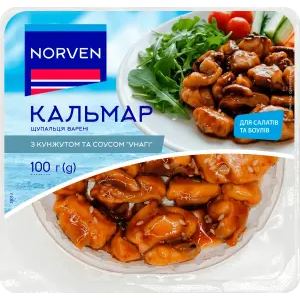 NORVEN
КАЛЬМАР
ЩУПАЛЬЦЯ ВАРЕНІ
З КУНЖУТОМ ТА СОУСОМ "УНАГІ"
ДЛЯ САЛАТІВ
ТА БОУЛІВ
100 г (g)